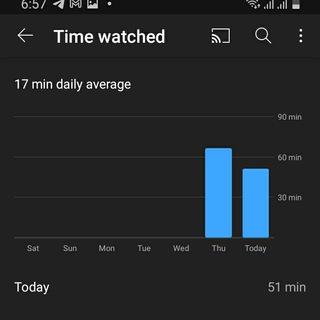 6:57
Time watched
17 min daily average
90 min
60 min
30 min
Sat Sun Mon Tue Wed Thu Today
Today 51 min